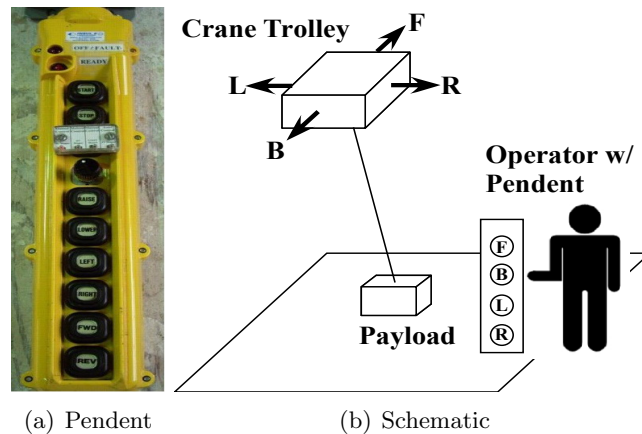 OFF / FAULT
READY
START
STOP
RAISE
LOWER
LEFT
RIGHT
FWD
REV
(a) Pendent
Crane Trolley
F
L
R
B
Operator w/
Pendent
F
B
L
R
Payload
(b) Schematic